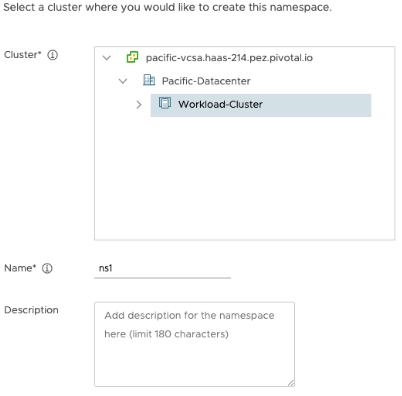 Select a cluster where you would like to create this namespace.
Cluster*
pacific-vcsa.haas-214.pez.pivotal.io
Pacific-Datacenter
Workload-Cluster
Name* ns1
Description
Add description for the namespace
here (limit 180 characters)